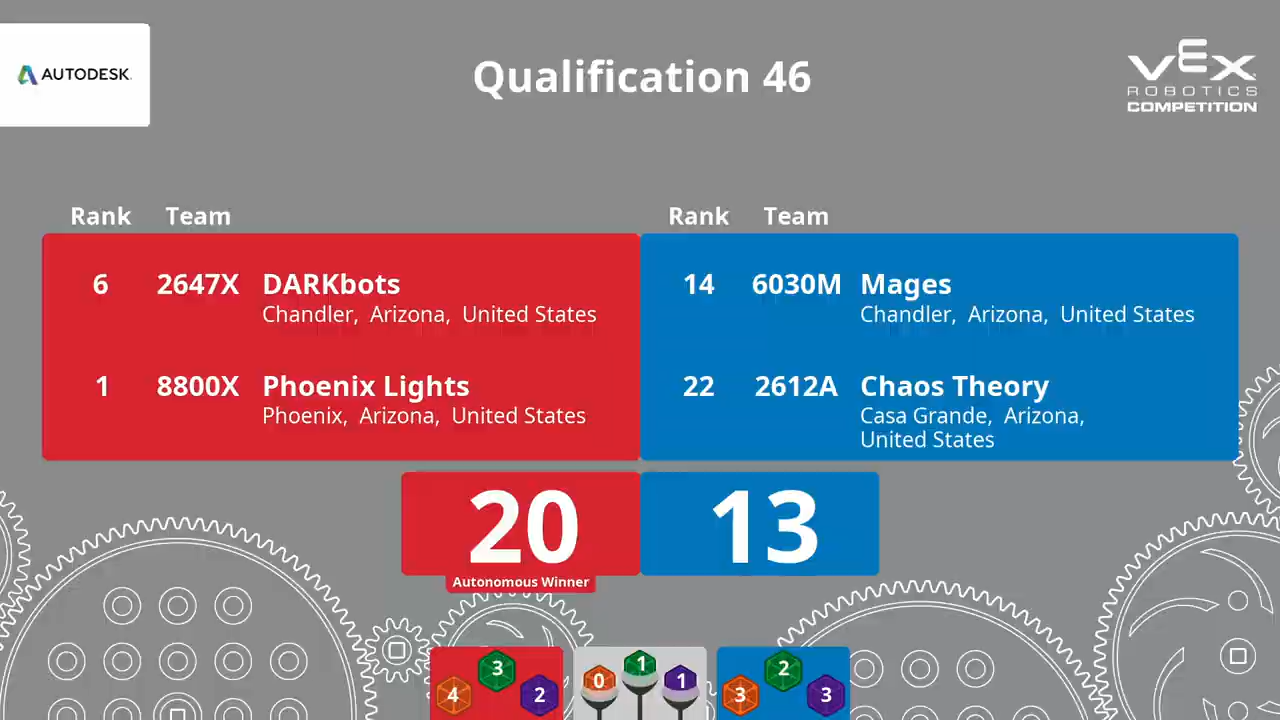 AUTODESK
Qualification 46
VEX
ROBOTICS
COMPETITION
Rank Team
6 2647X DARKbots
Chandler, Arizona, United States
1 8800X Phoenix Lights
Phoenix, Arizona, United States
Rank Team
14 6030M Mages
Chandler, Arizona, United States
22 2612A Chaos Theory
Casa Grande, Arizona,
United States
20 13
Autonomous Winner
4 3 2
0 1 1
3 2 3